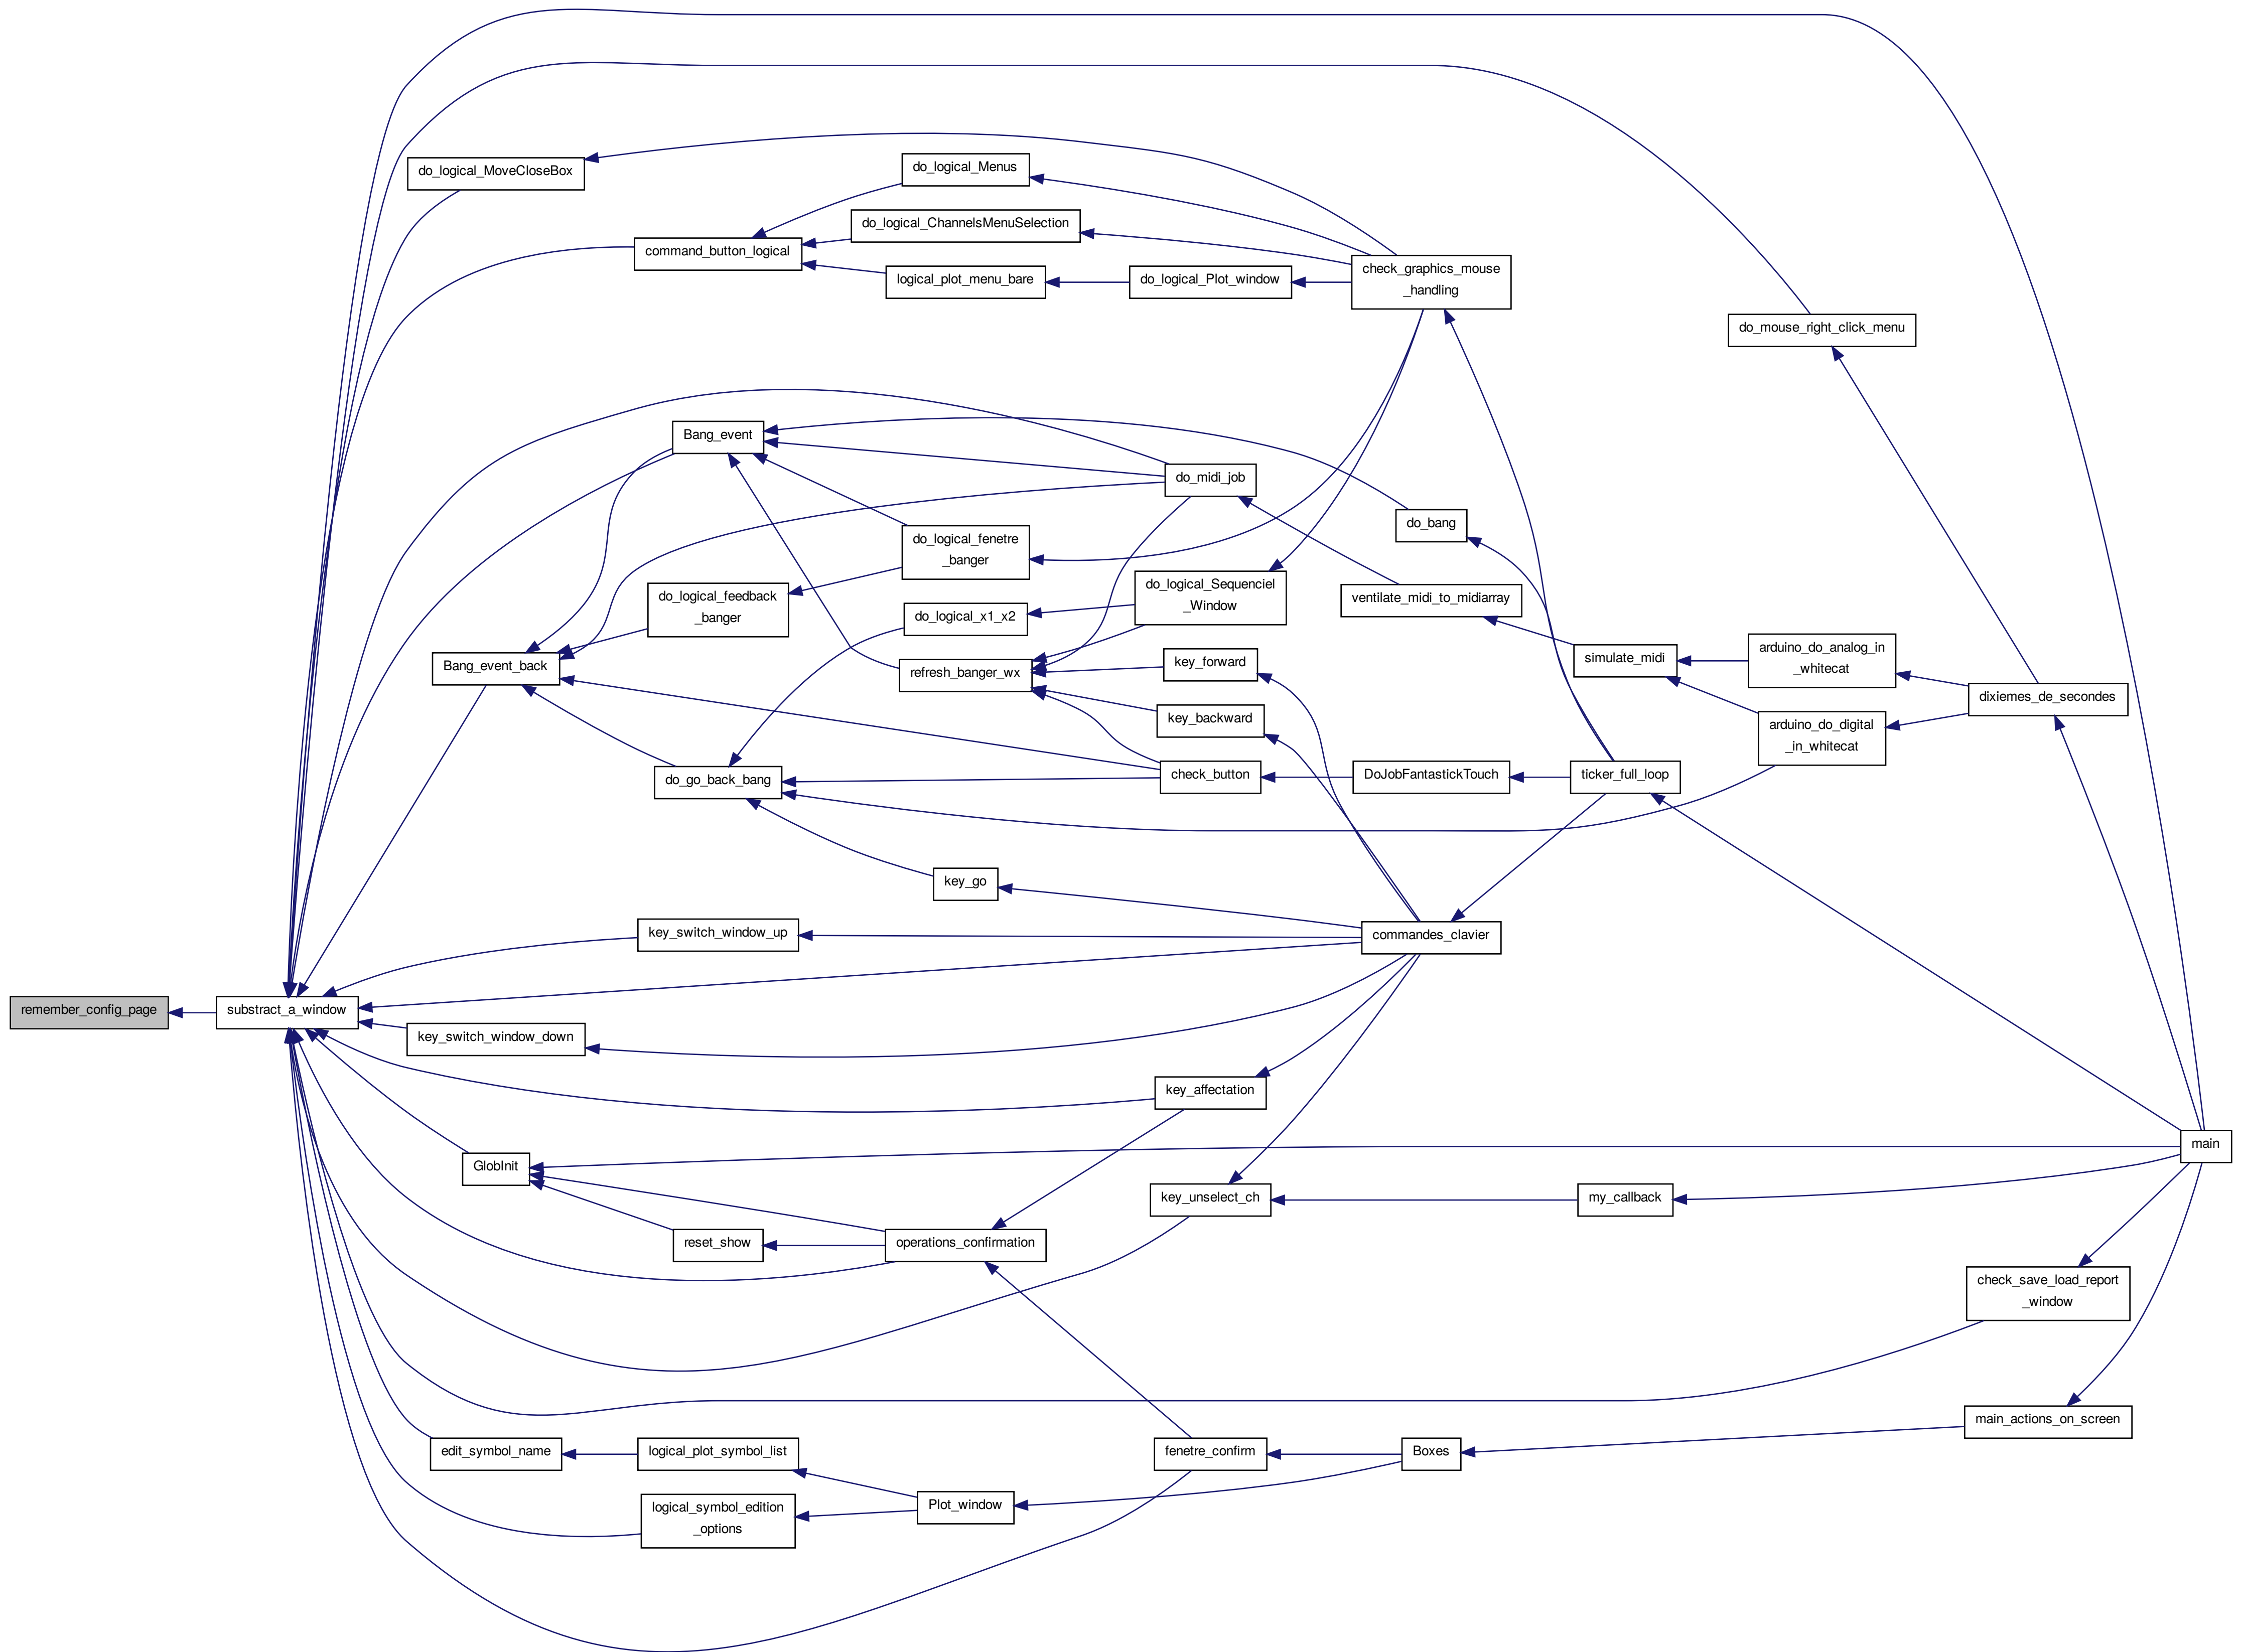 do_logical_MoveCloseBox
do_logical_Menus
do_logical_ChannelsMenuSelection
command_button_logical
logical_plot_menu_bare
do_logical_Plot_window
check_graphics_mouse
_handling
do_mouse_right_click_menu
Bang_event
do_midi_job
do_bang
do_logical_fenetre
_banger
do_logical_feedback
_banger
do_logical_Sequenciel
_Window
ventilate_midi_to_midiarray
do_logical_x1_x2
Bang_event_back
refresh_banger_wx
key_forward
simulate_midi
arduino_do_analog_in
_whitecat
dixiemes_de_secondes
key_backward
arduino_do_digital
_in_whitecat
do_go_back_bang
check_button
DoJobFantastickTouch
ticker_full_loop
key_go
key_switch_window_up
commandes_clavier
remember_config_page
substract_a_window
key_switch_window_down
key_affectation
main
GlobInit
key_unselect_ch
my_callback
reset_show
operations_confirmation
check_save_load_report
_window
main_actions_on_screen
edit_symbol_name
logical_plot_symbol_list
fenetre_confirm
Boxes
Plot_window
logical_symbol_edition
_options